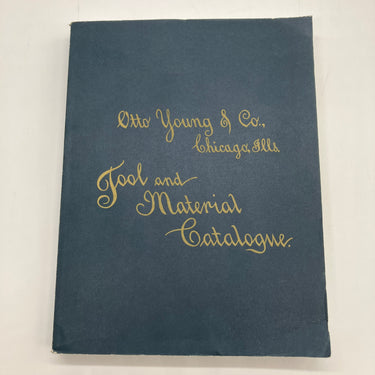 Otto Young & Co.,
Chicago, Ills.
Tool and
Material
Catalogue.